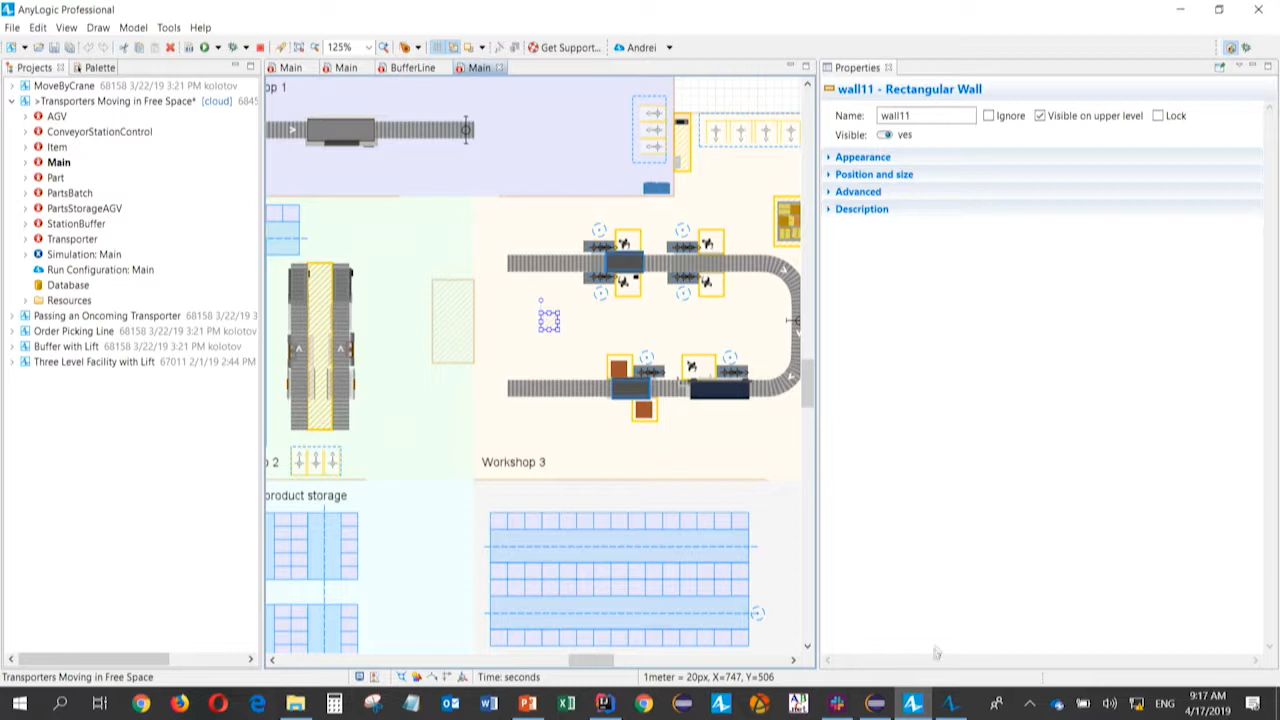 AnyLogic Professional
File Edit View Draw Model Tools Help
125% Get Support... Andrei
Projects Palette Main Main BufferLine Main Properties
MoveByCrane 68158 3/22/19 3:21 PM kolotov
>Transporters Moving in Free Space* [cloud] 6845
AGV
ConveyorStationControl
Item
Main
Part
PartsBatch
PartsStorageAGV
StationBuffer
Transporter
Simulation: Main
Run Configuration: Main
Database
Resources
Passing an Oncoming Transporter 68158 3/22/19 3
Order Picking Line 68158 3/22/19 3:21 PM kolotov
Buffer with Lift 68158 3/22/19 3:21 PM kolotov
Three Level Facility with Lift 67011 2/1/19 2:44 PM
op 1
2
Workshop 3
product storage
wall11 - Rectangular Wall
Name: wall11 Ignore Visible on upper level Lock
Visible: yes
Appearance
Position and size
Advanced
Description
Transporters Moving in Free Space Time: seconds 1meter = 20px, X=747, Y=506
ENG 9:17 AM
4/17/2019